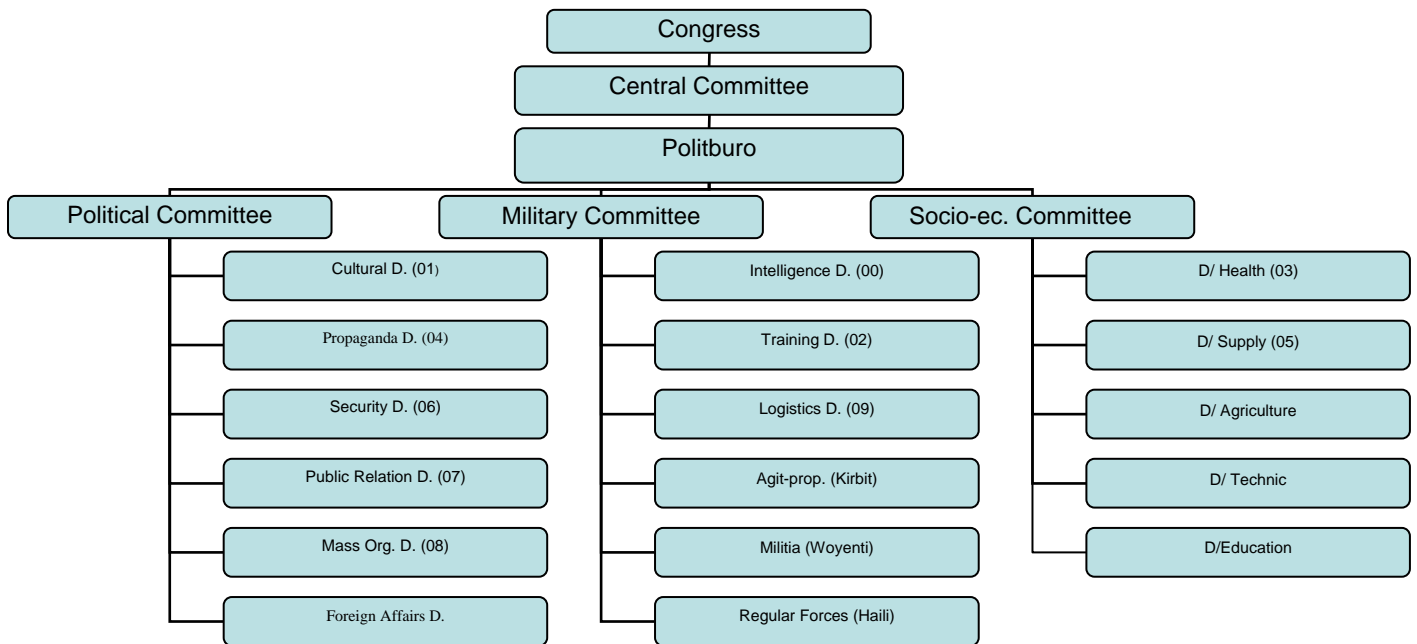 Congress
Central Committee
Politburo
Political Committee
Cultural D. (01)
Propaganda D. (04)
Security D. (06)
Public Relation D. (07)
Mass Org. D. (08)
Foreign Affairs D.
Military Committee
Intelligence D. (00)
Training D. (02)
Logistics D. (09)
Agit-prop. (Kirbit)
Militia (Woyenti)
Regular Forces (Haili)
Socio-ec. Committee
D/ Health (03)
D/ Supply (05)
D/ Agriculture
D/ Technic
D/Education